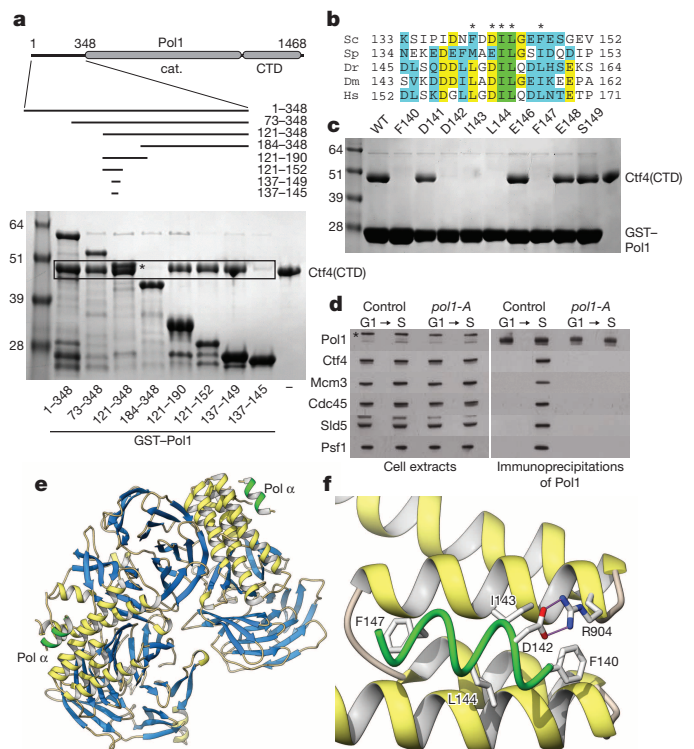 a
Pol1
1 348 1468
cat. CTD
1–348
73–348
121–348
184–348
121–190
121–152
137–149
137–145
64
51
39
28
*
Ctf4(CTD)
1–348 73–348 121–348 184–348 121–190 121–152 137–149 137–145 –
GST–Pol1
b
* * * * *
Sc 133 KSIPIDNFDDILGEFESGEV 152
Sp 134 NEKEDEFMAEILGSIDQDIP 153
Dr 145 DLSQDDLLGDILQDLHSEKS 164
Dm 143 SVKDDDILADILGEIKEEPA 162
Hs 152 DLSKDGLLGDILQDLNTETP 171
c
WT F140 D141 D142 I143 L144 E146 F147 E148 S149
64
51
39
28
Ctf4(CTD)
GST–
Pol1
d
Control pol1-A Control pol1-A
G1 → S G1 → S G1 → S G1 → S
Pol1 *
Ctf4
Mcm3
Cdc45
Sld5
Psf1
Cell extracts
Immunoprecipitations
of Pol1
e
Pol α
Pol α
f
I143
F147
R904
D142
F140
L144